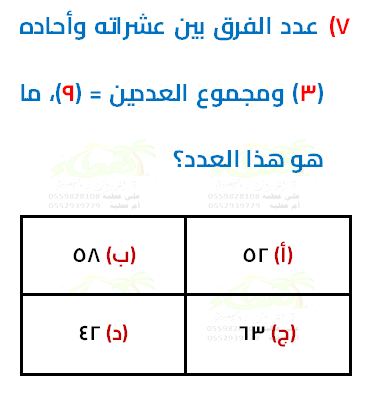 ٧) عدد الفرق بين عشراته وأحاده
(٣) ومجموع العددين = (٩)، ما
هو هذا العدد؟
(أ) ٥٢
(ب) ٥٨
(ج) ٦٣
(د) ٤٢